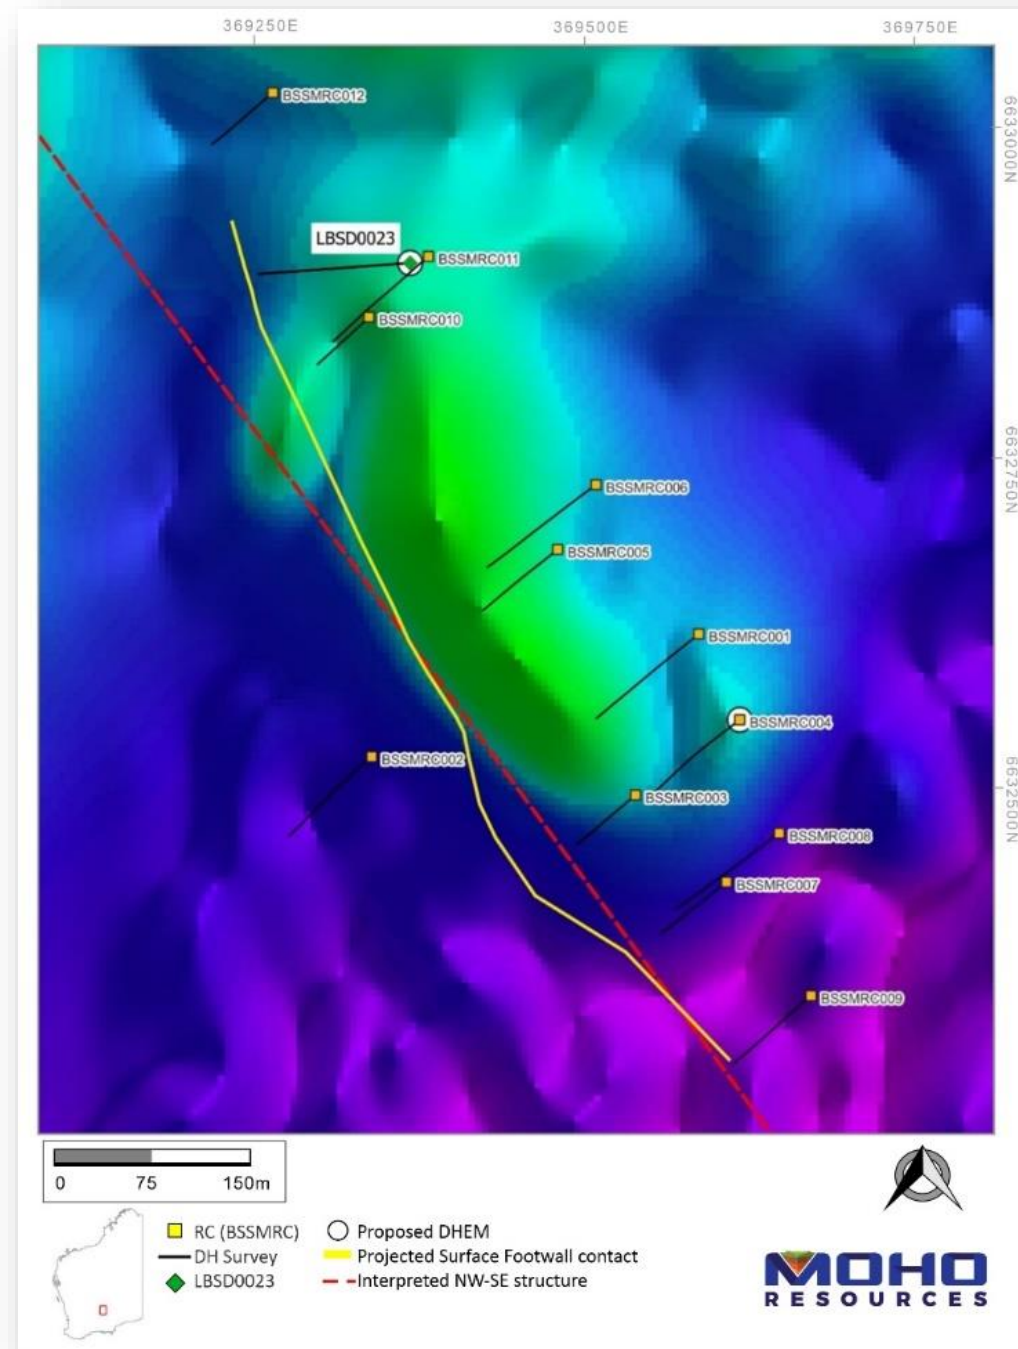 369250E
369500E
369750E
6633000N
BSSMRC012
LBSD0023
BSSMRC011
BSSMRC010
6632750N
BSSMRC006
BSSMRC005
BSSMRC001
BSSMRC004
BSSMRC002
BSSMRC003
6632500N
BSSMRC008
BSSMRC007
BSSMRC009
0 75 150m
RC (BSSMRC)
DH Survey
LBSD0023
Proposed DHEM
Projected Surface Footwall contact
Interpreted NW-SE structure
MOHO
RESOURCES